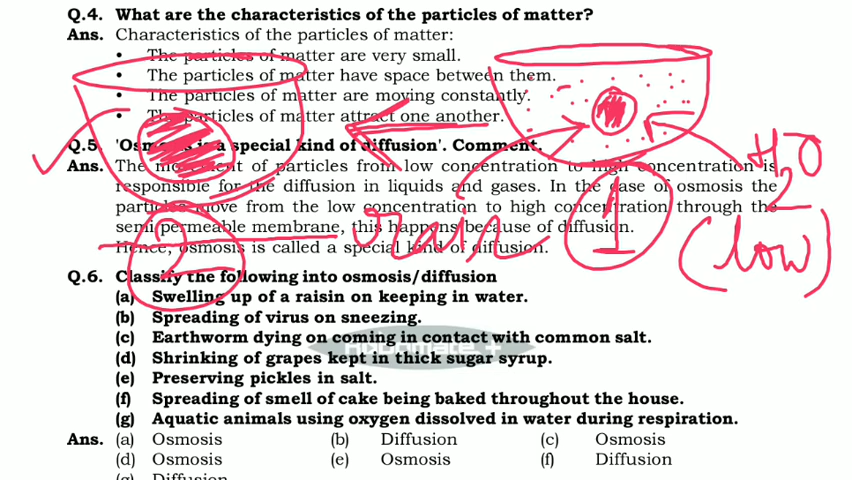 Q.4. What are the characteristics of the particles of matter?
Ans. Characteristics of the particles of matter:
• The particles of matter are very small.
• The particles of matter have space between them.
• The particles of matter are moving constantly.
• The particles of matter attract one another.
Q.5. 'Osmosis is a special kind of diffusion'. Comment.
Ans. The movement of particles from low concentration to high concentration is
responsible for the diffusion in liquids and gases. In the case of osmosis the
particles move from the low concentration to high concentration through the
semi permeable membrane, this happens because of diffusion.
Hence, osmosis is called a special kind of diffusion.
H2O
(low)
1
2
Q.6. Classify the following into osmosis/diffusion
(a) Swelling up of a raisin on keeping in water.
(b) Spreading of virus on sneezing.
(c) Earthworm dying on coming in contact with common salt.
(d) Shrinking of grapes kept in thick sugar syrup.
(e) Preserving pickles in salt.
(f) Spreading of smell of cake being baked throughout the house.
(g) Aquatic animals using oxygen dissolved in water during respiration.
Ans. (a) Osmosis (b) Diffusion (c) Osmosis
(d) Osmosis (e) Osmosis (f) Diffusion
(g) Diffusion